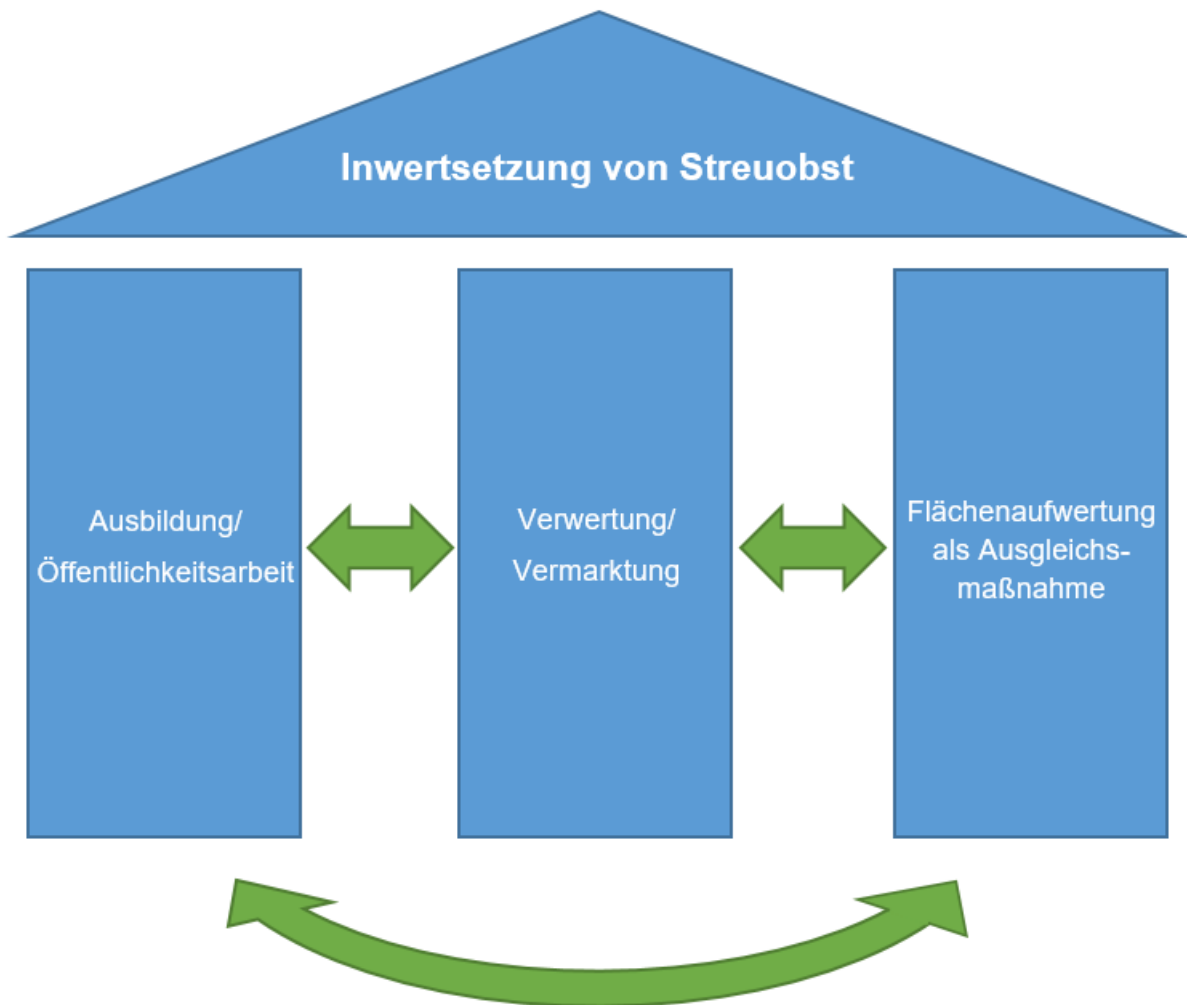 Inwertsetzung von Streuobst
Ausbildung/
Öffentlichkeitsarbeit
Verwertung/
Vermarktung
Flächenaufwertung
als Ausgleichs-
maßnahme